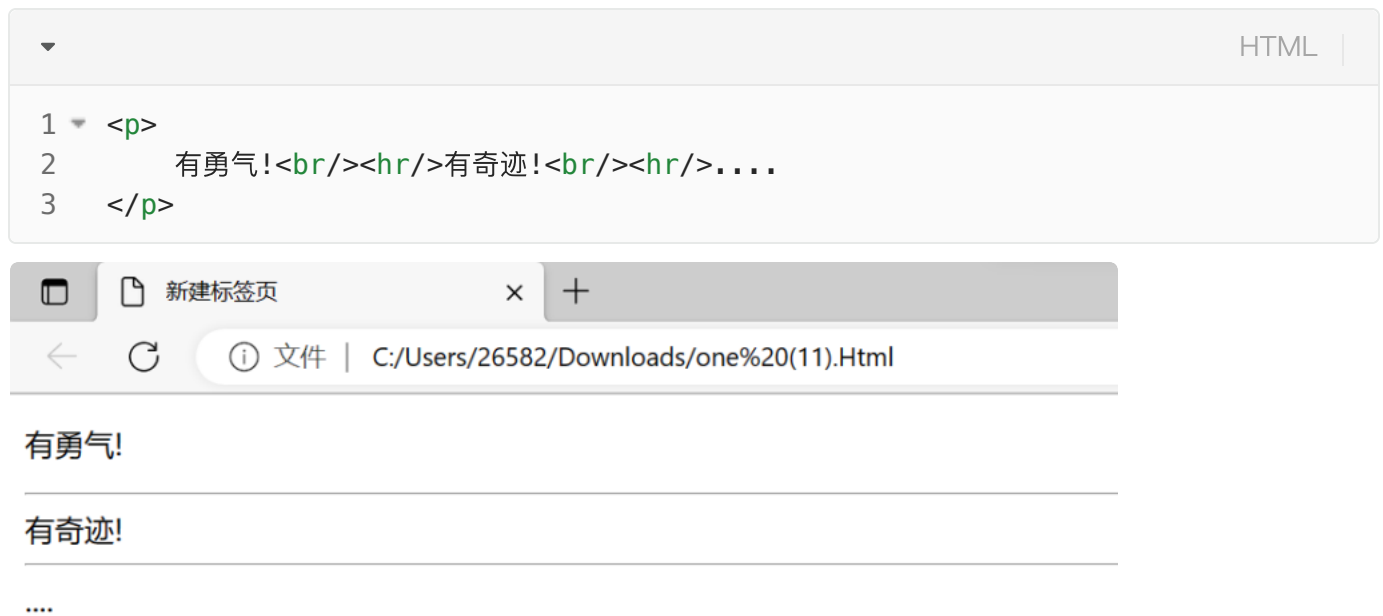 HTML
1 <p>
2 有勇气!<br/><hr/>有奇迹!<br/><hr/>....
3 </p>
新建标签页
文件 | C:/Users/26582/Downloads/one%20(11).Html
有勇气!
有奇迹!
....